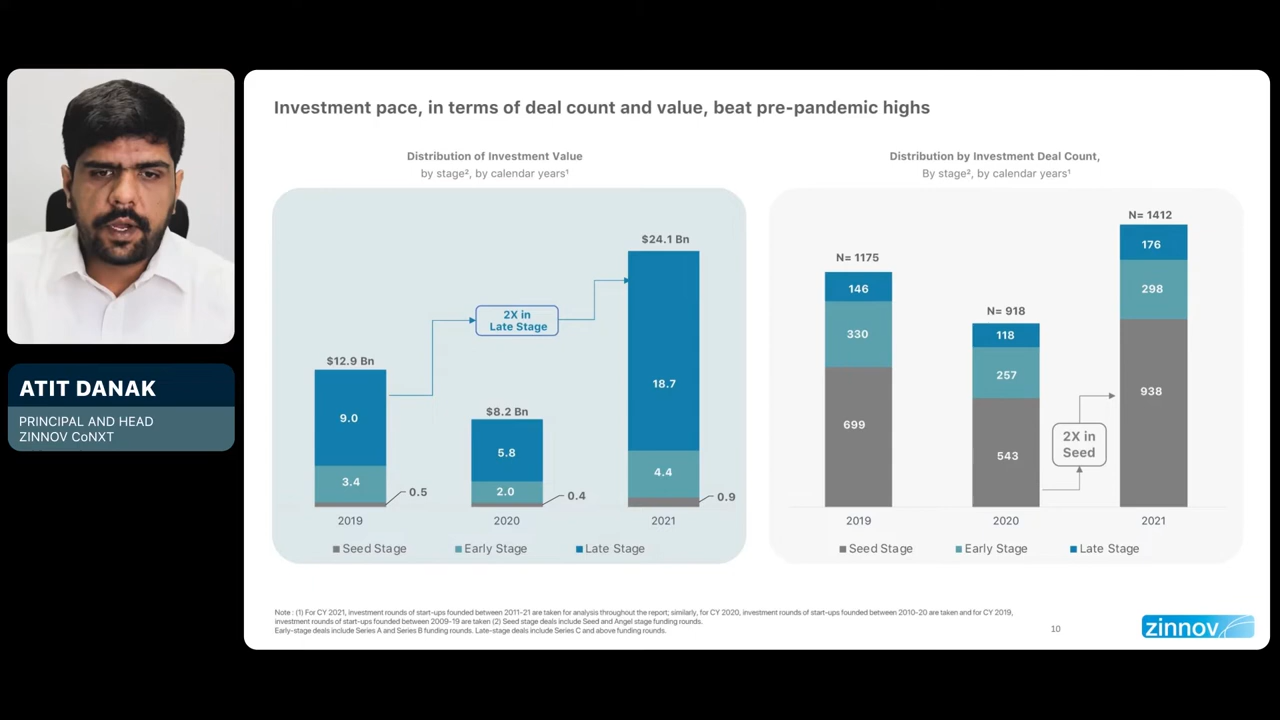 Investment pace, in terms of deal count and value, beat pre-pandemic highs
ATIT DANAK
PRINCIPAL AND HEAD
ZINNOV CoNXT
Distribution of Investment Value
by stage², by calendar years¹
$12.9 Bn
9.0
3.4
0.5
2X in
Late Stage
$8.2 Bn
5.8
2.0
0.4
$24.1 Bn
18.7
4.4
0.9
2019
2020
2021
Seed Stage
Early Stage
Late Stage
Distribution by Investment Deal Count,
By stage², by calendar years¹
N= 1175
146
330
699
N= 918
118
257
543
2X in
Seed
N= 1412
176
298
938
2019
2020
2021
Seed Stage
Early Stage
Late Stage
Note : (1) For CY 2021, investment rounds of start-ups founded between 2011-21 are taken for analysis throughout the report; similarly, for CY 2020, investment rounds of start-ups founded between 2010-20 are taken and for CY 2019,
investment rounds of start-ups founded between 2009-19 are taken (2) Seed stage deals include Seed and Angel stage funding rounds.
Early-stage deals include Series A and Series B funding rounds. Late-stage deals include Series C and above funding rounds.
10
zinnov